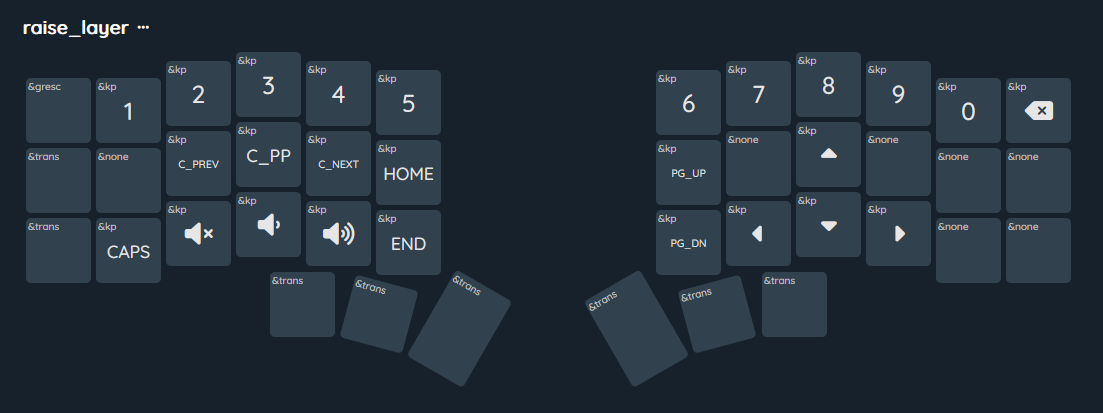 raise_layer ···
&gresc &kp &kp &kp &kp &kp &kp &kp &kp &kp &kp &kp
1 2 3 4 5 6 7 8 9 0
&trans &none &kp &kp &kp &kp &kp &none &kp &none &none &none
C_PREV C_PP C_NEXT HOME PG_UP
&trans &kp &kp &kp &kp &kp &kp &kp &kp &kp &none &none
CAPS END PG_DN
&trans &trans &trans &trans &trans &trans